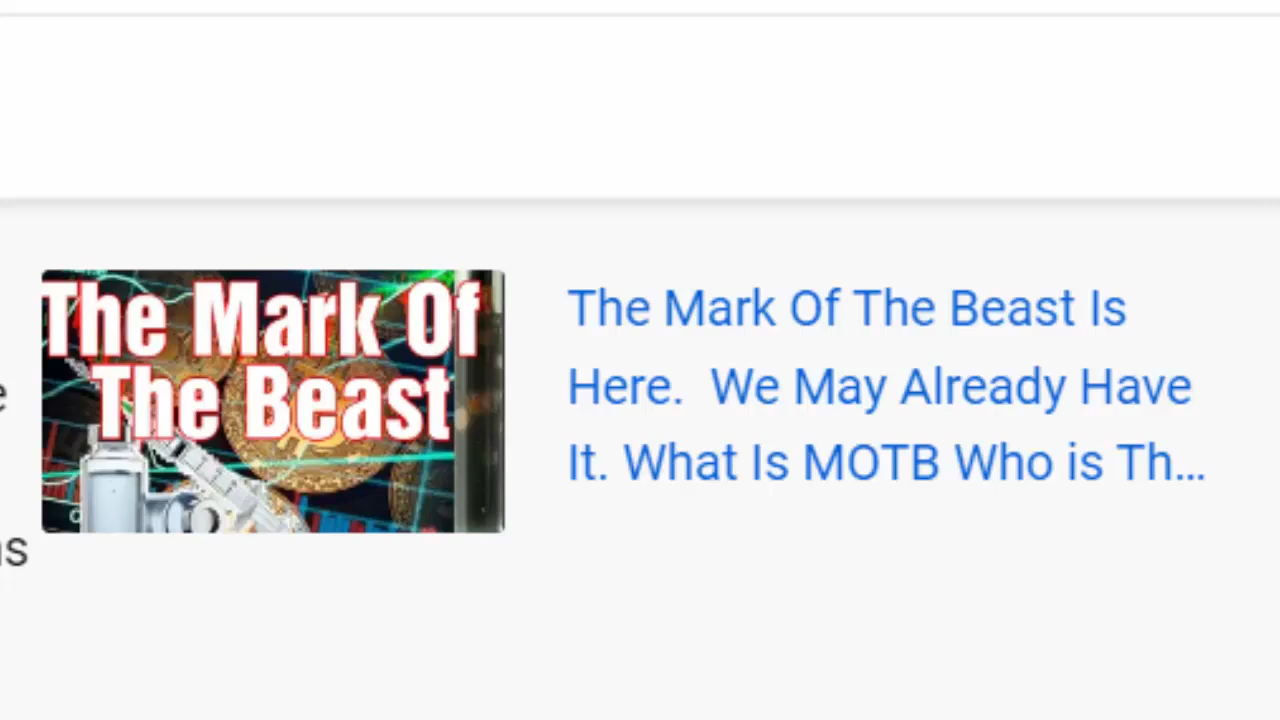 The Mark Of
The Beast
The Mark Of The Beast Is
Here.  We May Already Have
It. What Is MOTB Who is Th…